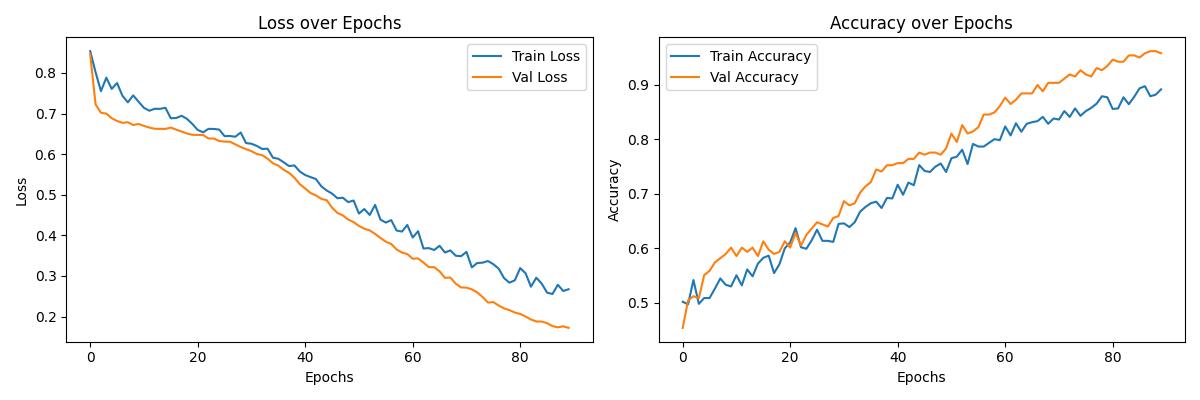 Loss over Epochs
Train Loss
Val Loss
0.8
0.7
0.6
0.5
0.4
0.3
0.2
Loss
0
20
40
60
80
Epochs
Accuracy over Epochs
Train Accuracy
Val Accuracy
0.9
0.8
0.7
0.6
0.5
Accuracy
0
20
40
60
80
Epochs